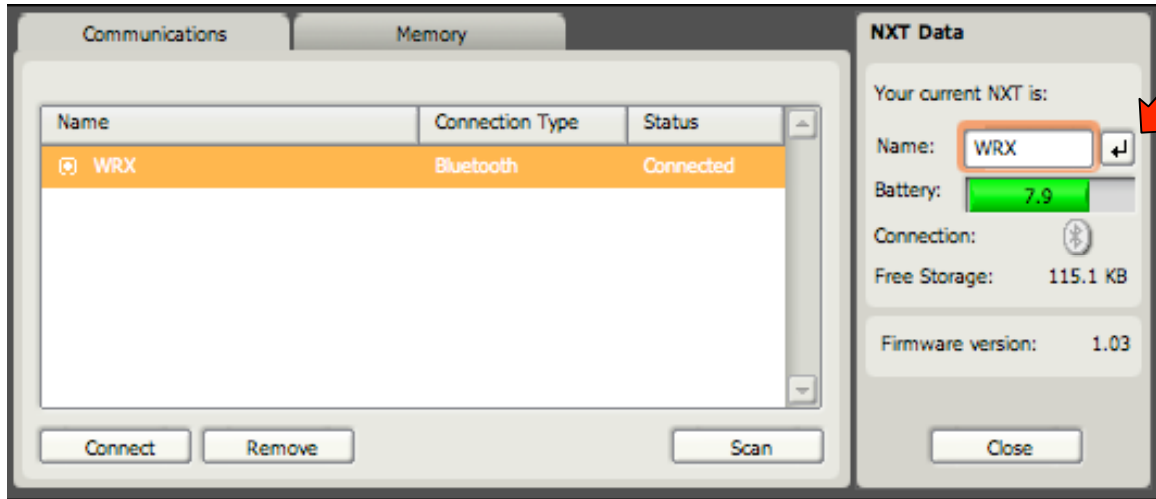 Communications Memory
Name Connection Type Status
WRX Bluetooth Connected
Connect Remove Scan
NXT Data
Your current NXT is:
Name: WRX
Battery: 7.9
Connection:
Free Storage: 115.1 KB
Firmware version: 1.03
Close